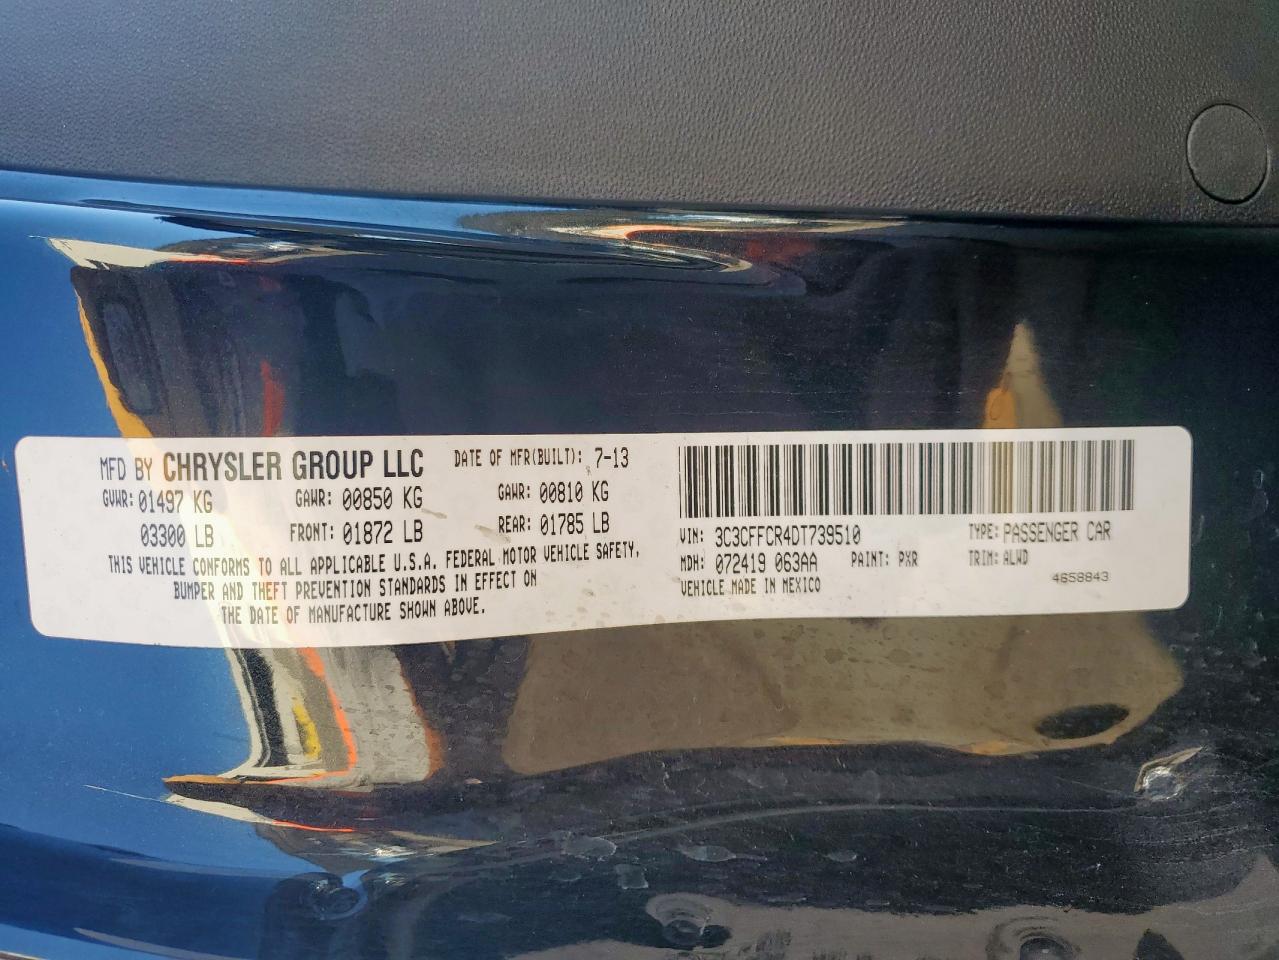 MFD BY CHRYSLER GROUP LLC DATE OF MFR(BUILT): 7-13
GVWR: 01497 KG GAWR: 00850 KG GAWR: 00810 KG
03300 LB FRONT: 01872 LB REAR: 01785 LB
THIS VEHICLE CONFORMS TO ALL APPLICABLE U.S.A. FEDERAL MOTOR VEHICLE SAFETY,
BUMPER AND THEFT PREVENTION STANDARDS IN EFFECT ON
THE DATE OF MANUFACTURE SHOWN ABOVE.
VIN: 3C3CFFCR4DT739510 TYPE: PASSENGER CAR
MDH: 072419 063AA PAINT: PXR TRIM: ALWD
VEHICLE MADE IN MEXICO 4658843